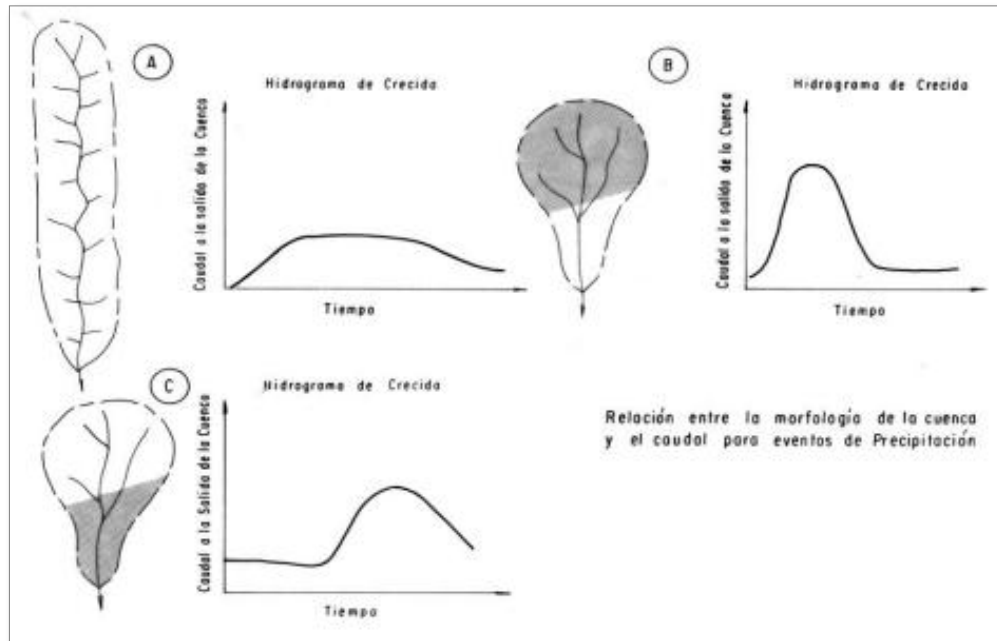 A
Hidrograma de Crecida
Caudal a la salida de la Cuenca
Tiempo
B
Hidrograma de Crecida
Caudal a la salida de la Cuenca
Tiempo
C
Hidrograma de Crecida
Caudal a la Salida de la Cuenca
Tiempo
Relación entre la morfología de la cuenca
y el caudal para eventos de Precipitación